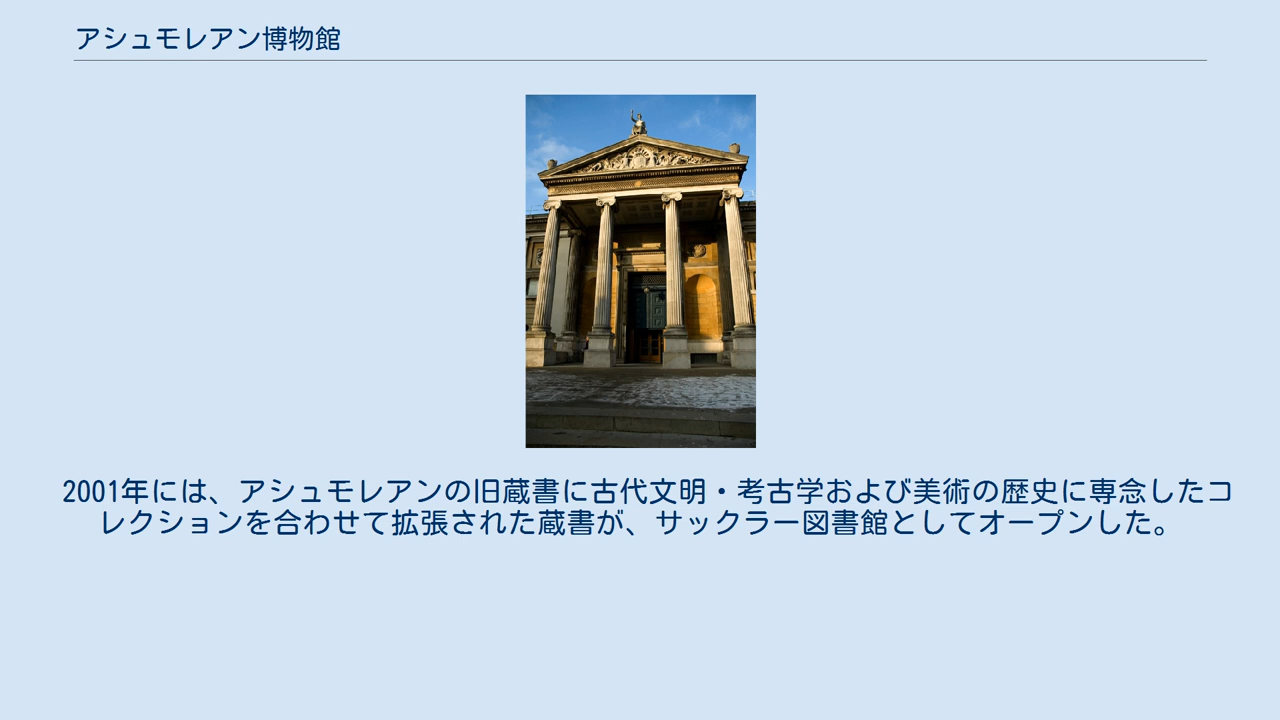 アシュモレアン博物館
2001年には、アシュモレアンの旧蔵書に古代文明・考古学および美術の歴史に専念したコ
レクションを合わせて拡張された蔵書が、サックラー図書館としてオープンした。